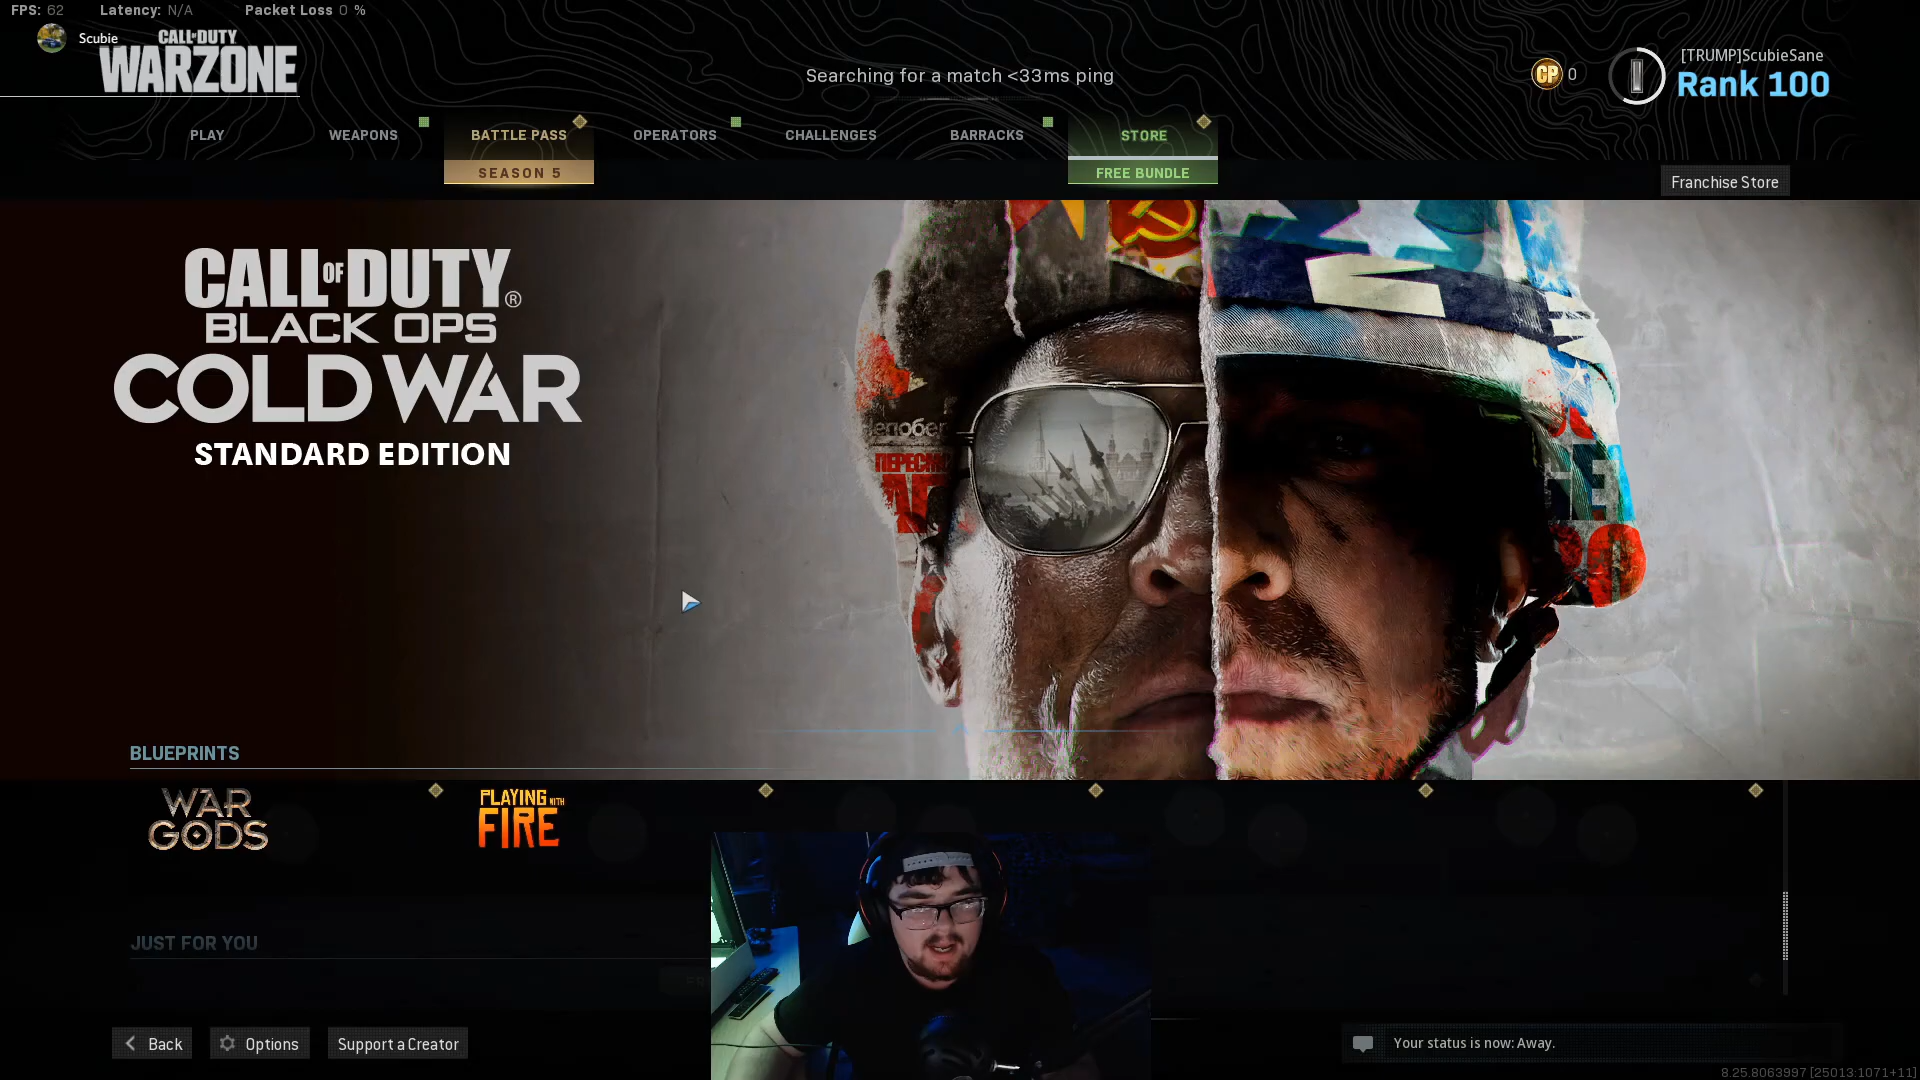 FPS: 62 Latency: N/A Packet Loss 0 %
Scubie
CALL OF DUTY
WARZONE
Searching for a match <33ms ping
CP 0
[TRUMP]ScubieSane
Rank 100
PLAY
WEAPONS
BATTLE PASS
OPERATORS
CHALLENGES
BARRACKS
STORE
SEASON 5
FREE BUNDLE
Franchise Store
CALL OF DUTY®
BLACK OPS
COLD WAR
STANDARD EDITION
BLUEPRINTS
WAR
GODS
PLAYING WITH
FIRE
JUST FOR YOU
Back
Options
Support a Creator
Your status is now: Away.
8.25.8063997 [25013:1071+11]